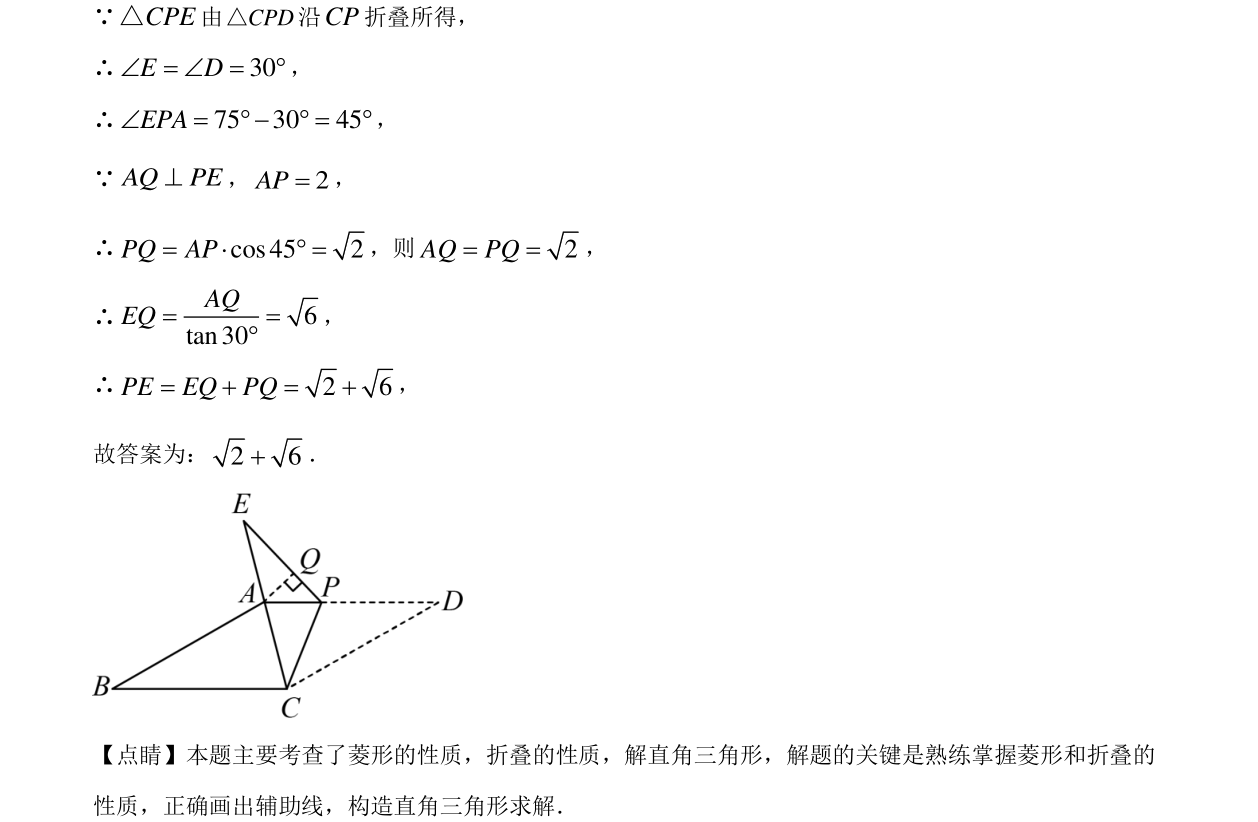 ∵ △CPE 由 △CPD 沿 CP 折叠所得，
∴ ∠E = ∠D = 30°，
∴ ∠EPA = 75° − 30° = 45°，
∵ AQ ⊥ PE， AP = 2，
∴ PQ = AP · cos 45° = √2，则 AQ = PQ = √2，
∴ EQ = AQ / tan 30° = √6，
∴ PE = EQ + PQ = √2 + √6，
故答案为： √2 + √6．
E
Q
A P D
B
C
【点睛】本题主要考查了菱形的性质，折叠的性质，解直角三角形，解题的关键是熟练掌握菱形和折叠的
性质，正确画出辅助线，构造直角三角形求解．